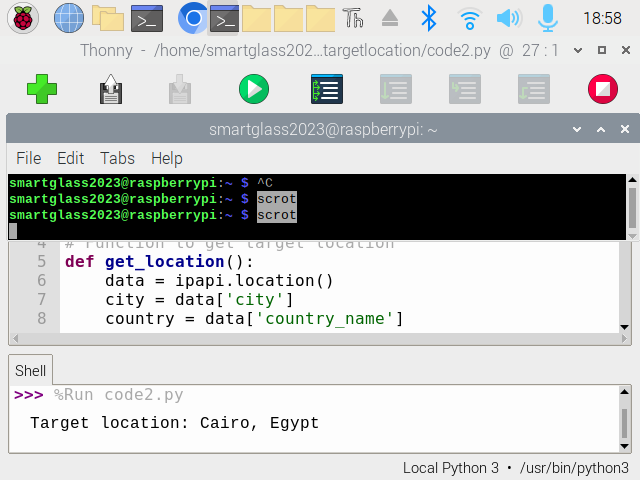 Th
18:58
Thonny - /home/smartglass202...targetlocation/code2.py @ 27 : 1
smartglass2023@raspberrypi: ~
File Edit Tabs Help
smartglass2023@raspberrypi:~ $ ^C
smartglass2023@raspberrypi:~ $ scrot
smartglass2023@raspberrypi:~ $ scrot
4 # Function to get target location
5 def get_location():
6 data = ipapi.location()
7 city = data['city']
8 country = data['country_name']
Shell
>>> %Run code2.py
Target location: Cairo, Egypt
Local Python 3 • /usr/bin/python3